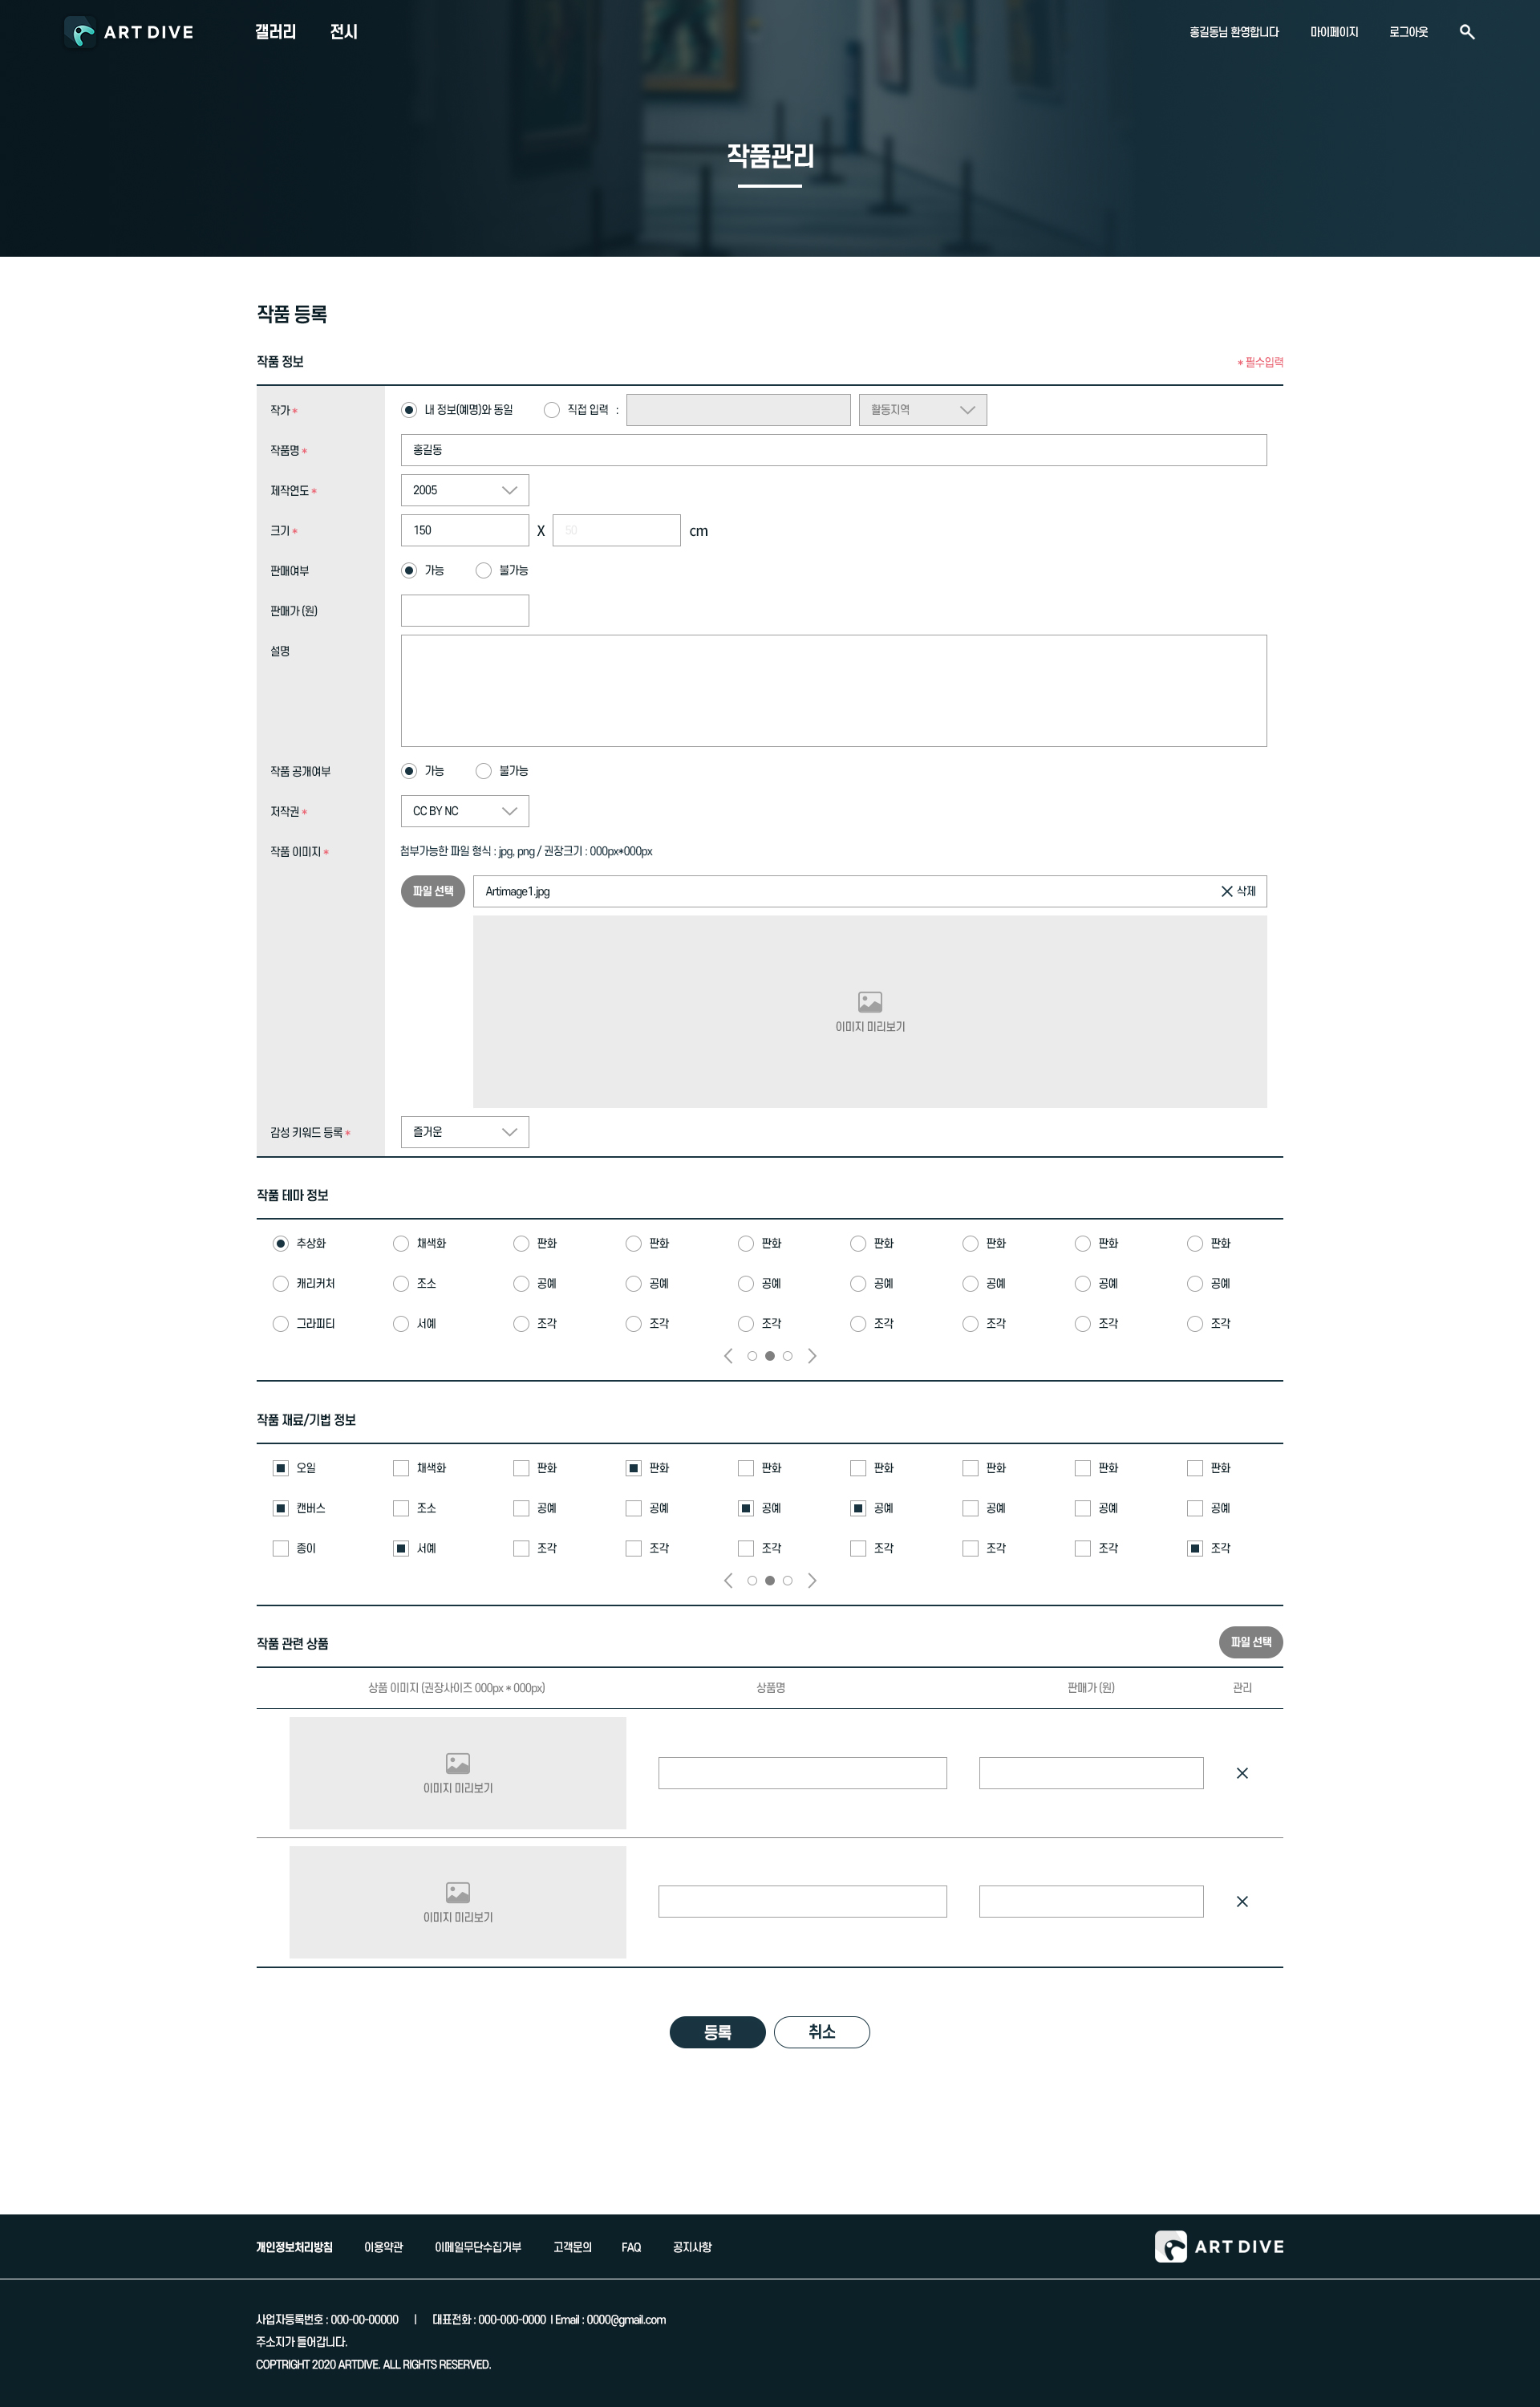 ART DIVE 갤러리 전시 홍길동님 환영합니다 마이페이지 로그아웃
작품관리
작품 등록
작품 정보 * 필수입력
작가 * 내 정보(예명)와 동일 직접 입력 : 활동지역
작품명 * 홍길동
제작연도 * 2005
크기 * 150 X 50 cm
판매여부 가능 불가능
판매가 (원)
설명
작품 공개여부 가능 불가능
저작권 * CC BY NC
작품 이미지 * 첨부가능한 파일 형식 : jpg, png / 권장크기 : 000px*000px
파일 선택 Artimage1.jpg 삭제
이미지 미리보기
감성 키워드 등록 * 즐거운
작품 테마 정보
추상화 채색화 판화 판화 판화 판화 판화 판화 판화
캐리커처 조소 공예 공예 공예 공예 공예 공예 공예
그라피티 서예 조각 조각 조각 조각 조각 조각 조각
작품 재료/기법 정보
오일 채색화 판화 판화 판화 판화 판화 판화 판화
캔버스 조소 공예 공예 공예 공예 공예 공예 공예
종이 서예 조각 조각 조각 조각 조각 조각 조각
작품 관련 상품 파일 선택
상품 이미지 (권장사이즈 000px * 000px) 상품명 판매가 (원) 관리
이미지 미리보기
이미지 미리보기
등록 취소
개인정보처리방침 이용약관 이메일무단수집거부 고객문의 FAQ 공지사항 ART DIVE
사업자등록번호 : 000-00-00000 | 대표전화 : 000-000-0000 I Email : 0000@gmail.com
주소지가 들어갑니다.
COPTRIGHT 2020 ARTDIVE. ALL RIGHTS RESERVED.